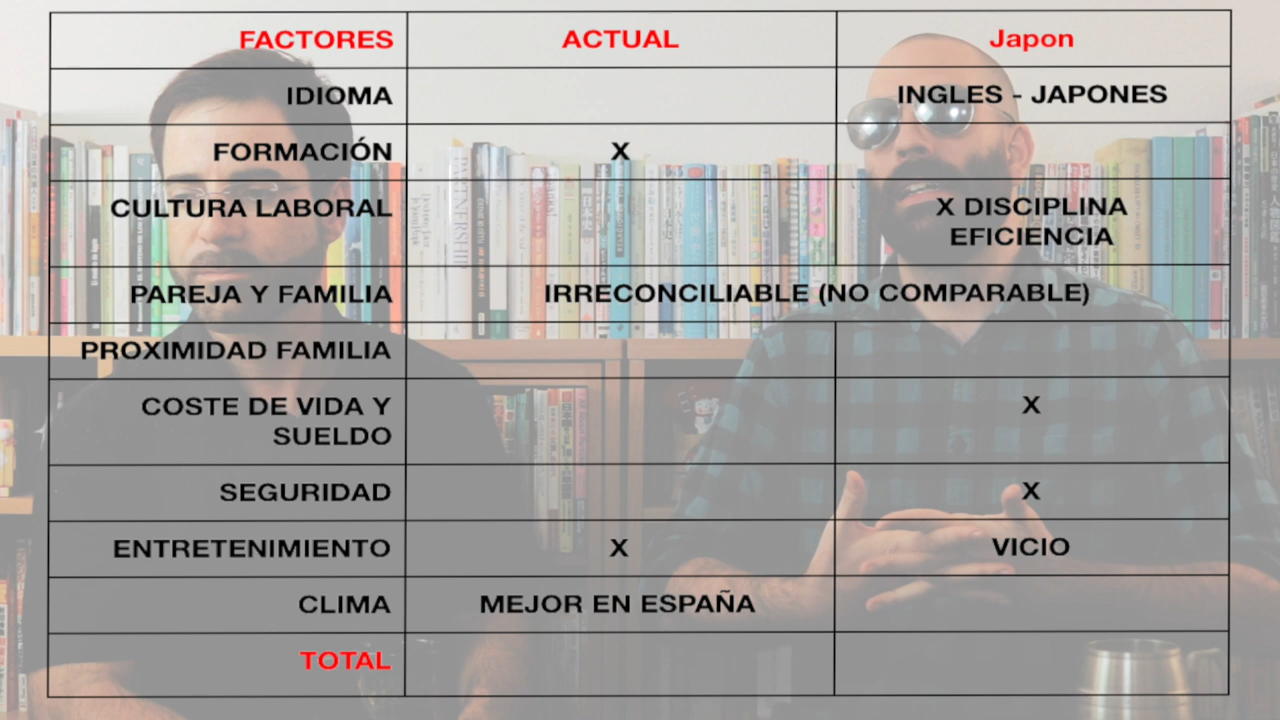 FACTORES ACTUAL Japon
IDIOMA INGLES - JAPONES
FORMACIÓN X
CULTURA LABORAL X DISCIPLINA
EFICIENCIA
PAREJA Y FAMILIA IRRECONCILIABLE (NO COMPARABLE)
PROXIMIDAD FAMILIA
COSTE DE VIDA Y X
SUELDO
SEGURIDAD X
ENTRETENIMIENTO X VICIO
CLIMA MEJOR EN ESPAÑA
TOTAL